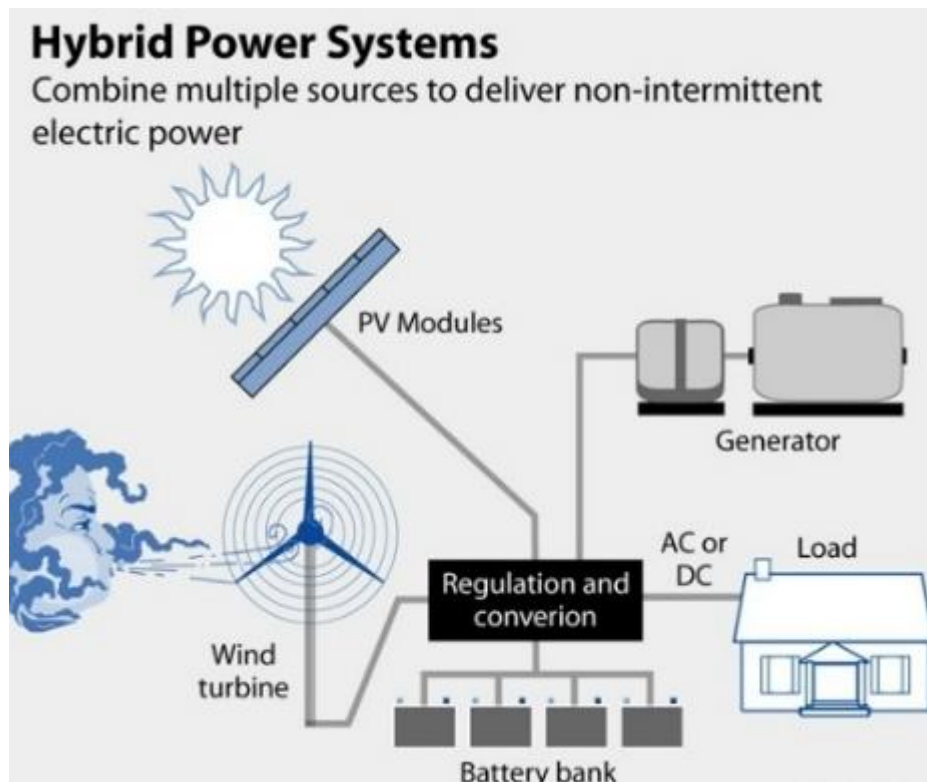 Hybrid Power Systems
Combine multiple sources to deliver non-intermittent
electric power
PV Modules
Generator
AC or
DC
Load
Regulation and
converion
Wind
turbine
Battery bank